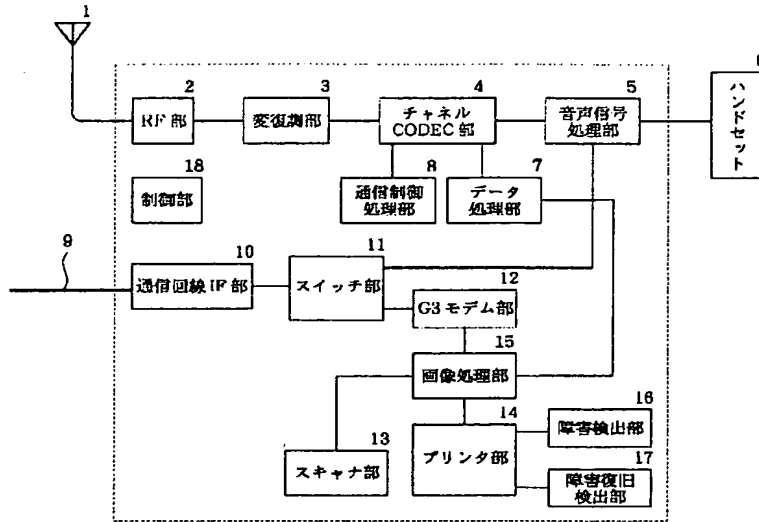 1
2
3
4
5
6
RF部
変復調部
チャネル
CODEC部
音声信号
処理部
ハンドセット
18
8
7
制御部
通信制御
処理部
データ
処理部
9
10
11
通信回線IF部
スイッチ部
12
G3モデム部
15
画像処理部
14
16
プリンタ部
障害検出部
13
17
スキャナ部
障害復旧
検出部